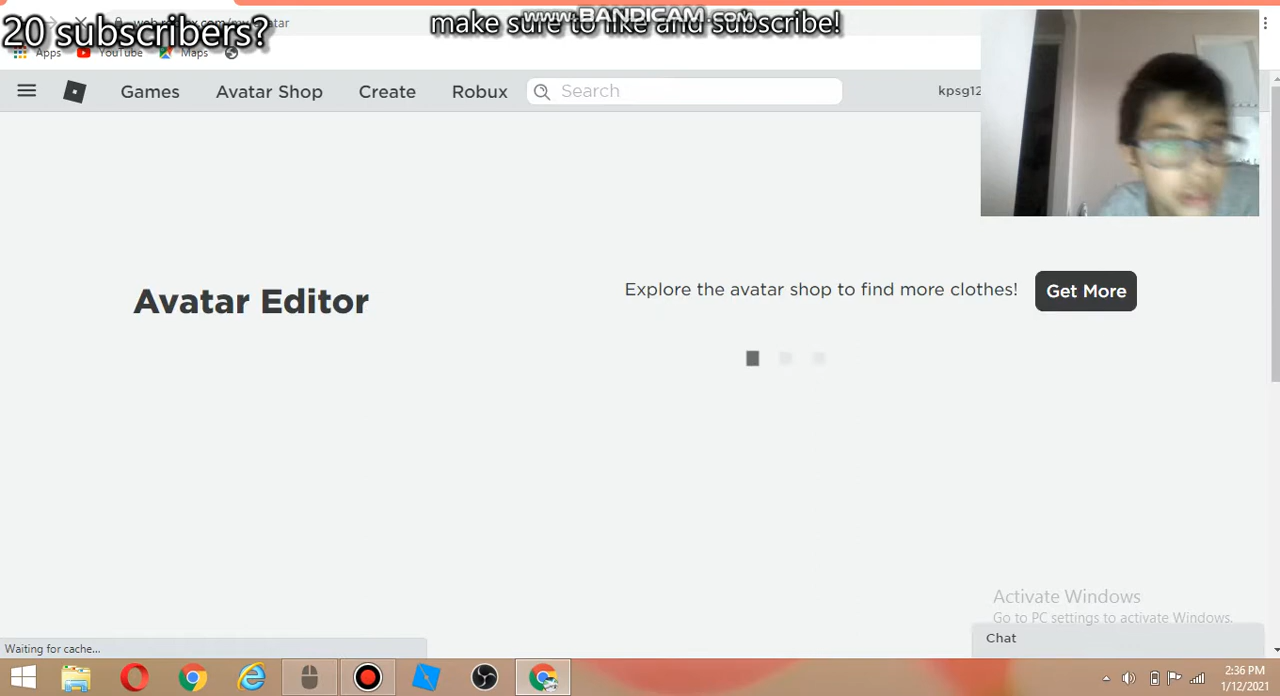 20 subscribers?
make sure to like and subscribe!
www.BANDICAM.com
Apps YouTube Maps
Games Avatar Shop Create Robux Search kpsg12
Avatar Editor
Explore the avatar shop to find more clothes! Get More
Activate Windows
Go to PC settings to activate Windows.
Chat
Waiting for cache...
2:36 PM
1/12/2021